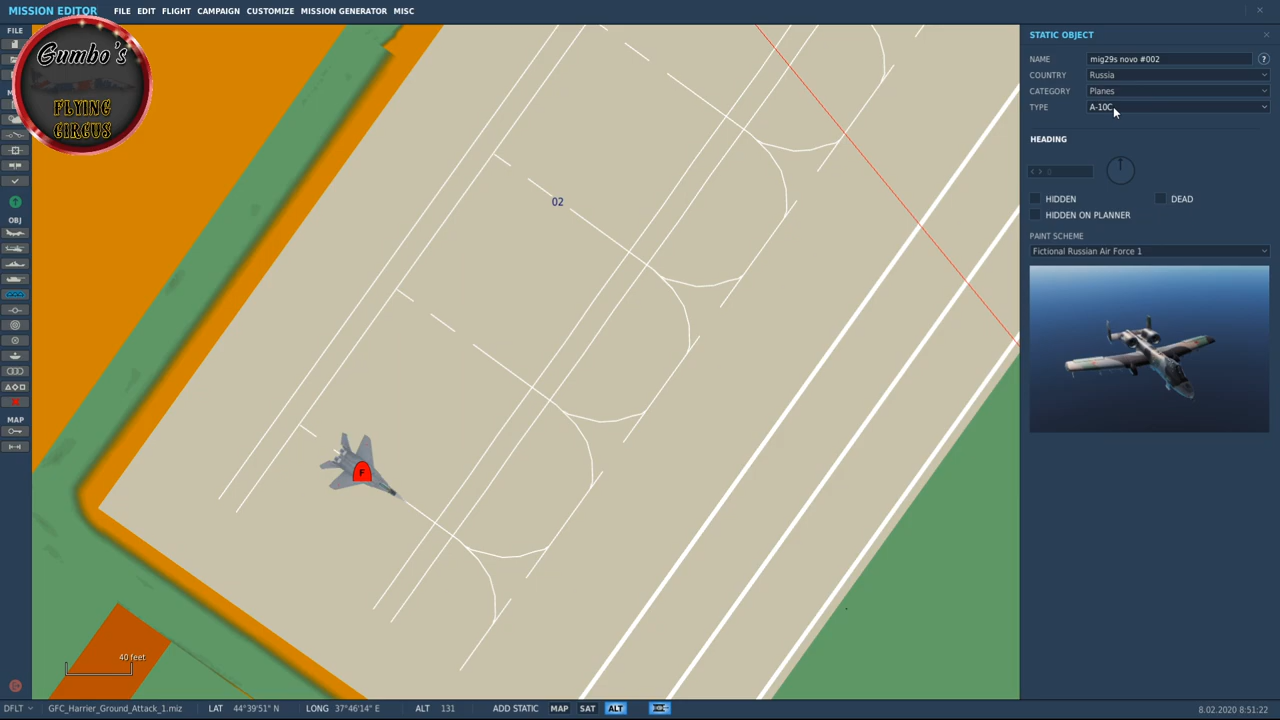 MISSION EDITOR FILE EDIT FLIGHT CAMPAIGN CUSTOMIZE MISSION GENERATOR MISC
FILE
Gumbo's
FLYING
CIRCUS
OBJ
MAP
02
F
40 feet
STATIC OBJECT
NAME mig29s novo #002 ?
COUNTRY Russia
CATEGORY Planes
TYPE A-10C
HEADING
HIDDEN DEAD
HIDDEN ON PLANNER
PAINT SCHEME
Fictional Russian Air Force 1
DFLT GFC_Harrier_Ground_Attack_1.miz LAT 44°39'51" N LONG 37°46'14" E ALT 131 ADD STATIC MAP SAT ALT 8.02.2020 8:51:22